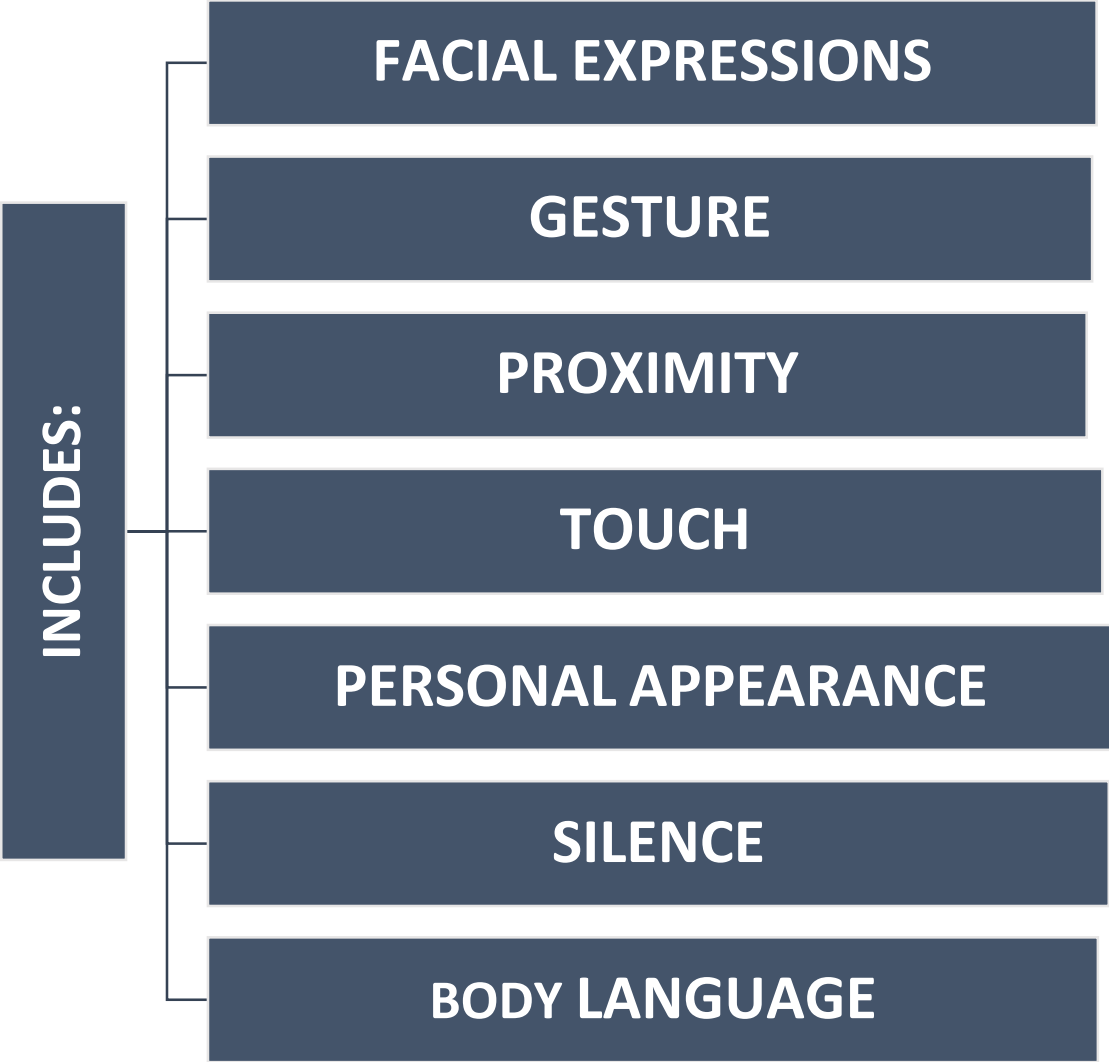 INCLUDES:
FACIAL EXPRESSIONS
GESTURE
PROXIMITY
TOUCH
PERSONAL APPEARANCE
SILENCE
BODY LANGUAGE